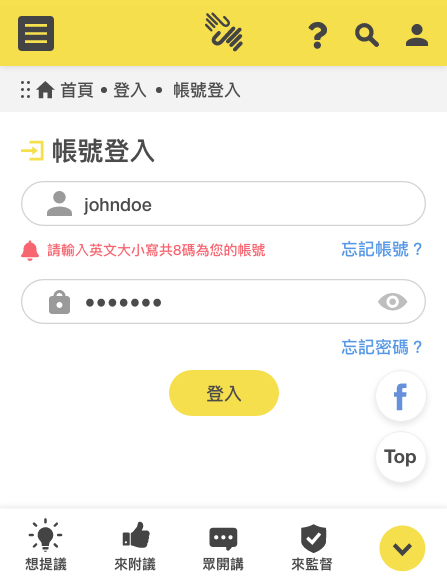 首頁 • 登入 • 帳號登入
帳號登入
johndoe
請輸入英文大小寫共8碼為您的帳號
忘記帳號？
•••••••
忘記密碼？
登入
f
Top
想提議
來附議
眾開講
來監督